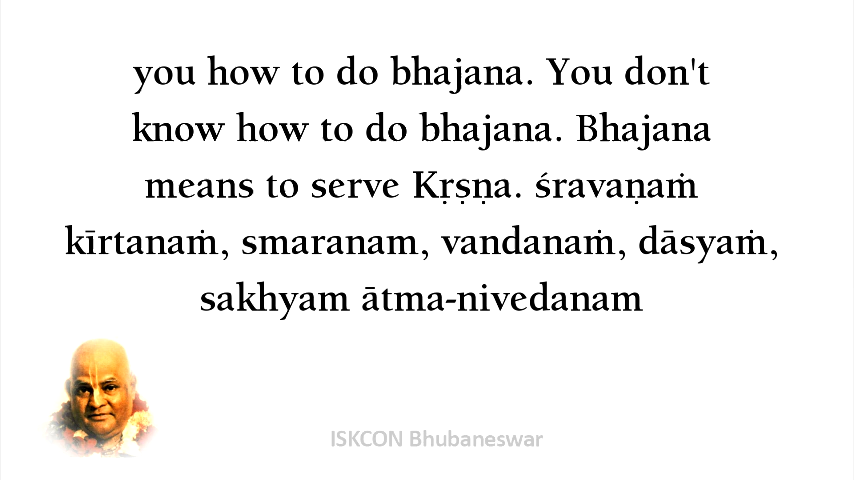 you how to do bhajana. You don't
know how to do bhajana. Bhajana
means to serve Kṛṣṇa. śravaṇaṁ
kīrtanaṁ, smaranam, vandanaṁ, dāsyaṁ,
sakhyam ātma-nivedanam
ISKCON Bhubaneswar